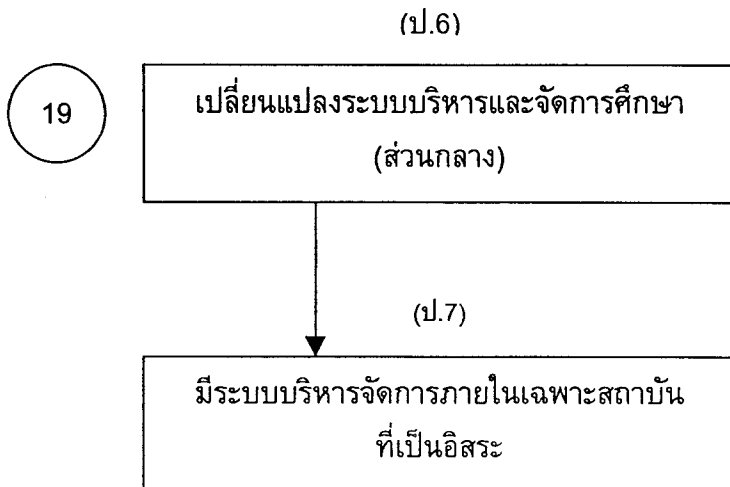 (ป.6)
19
เปลี่ยนแปลงระบบบริหารและจัดการศึกษา
(ส่วนกลาง)
(ป.7)
มีระบบบริหารจัดการภายในเฉพาะสถาบัน
ที่เป็นอิสระ